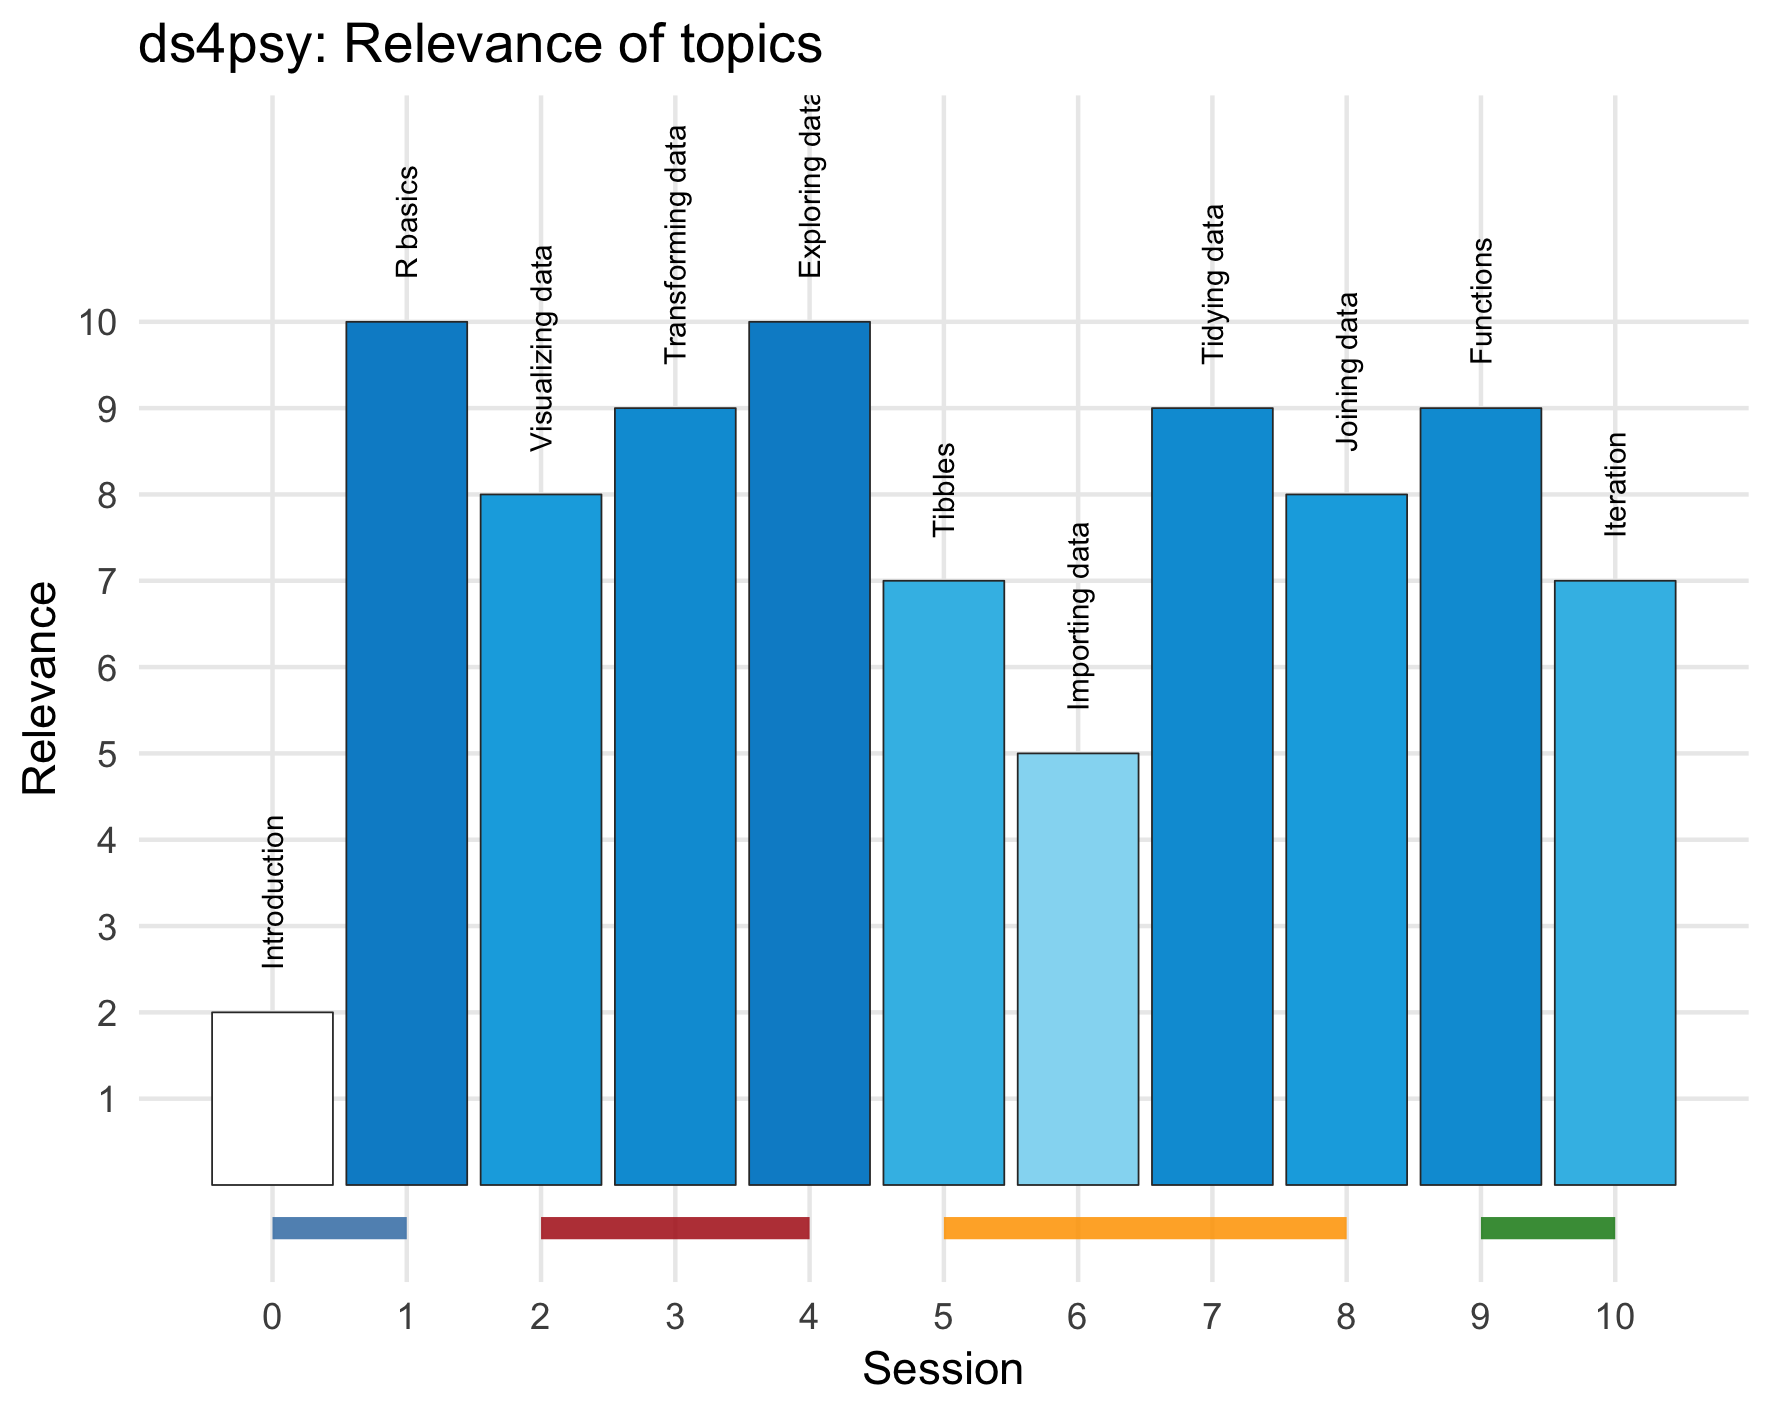 ds4psy: Relevance of topics
Relevance
10
9
8
7
6
5
4
3
2
1
Introduction
R basics
Visualizing data
Transforming data
Exploring data
Tibbles
Importing data
Tidying data
Joining data
Functions
Iteration
0 1 2 3 4 5 6 7 8 9 10
Session